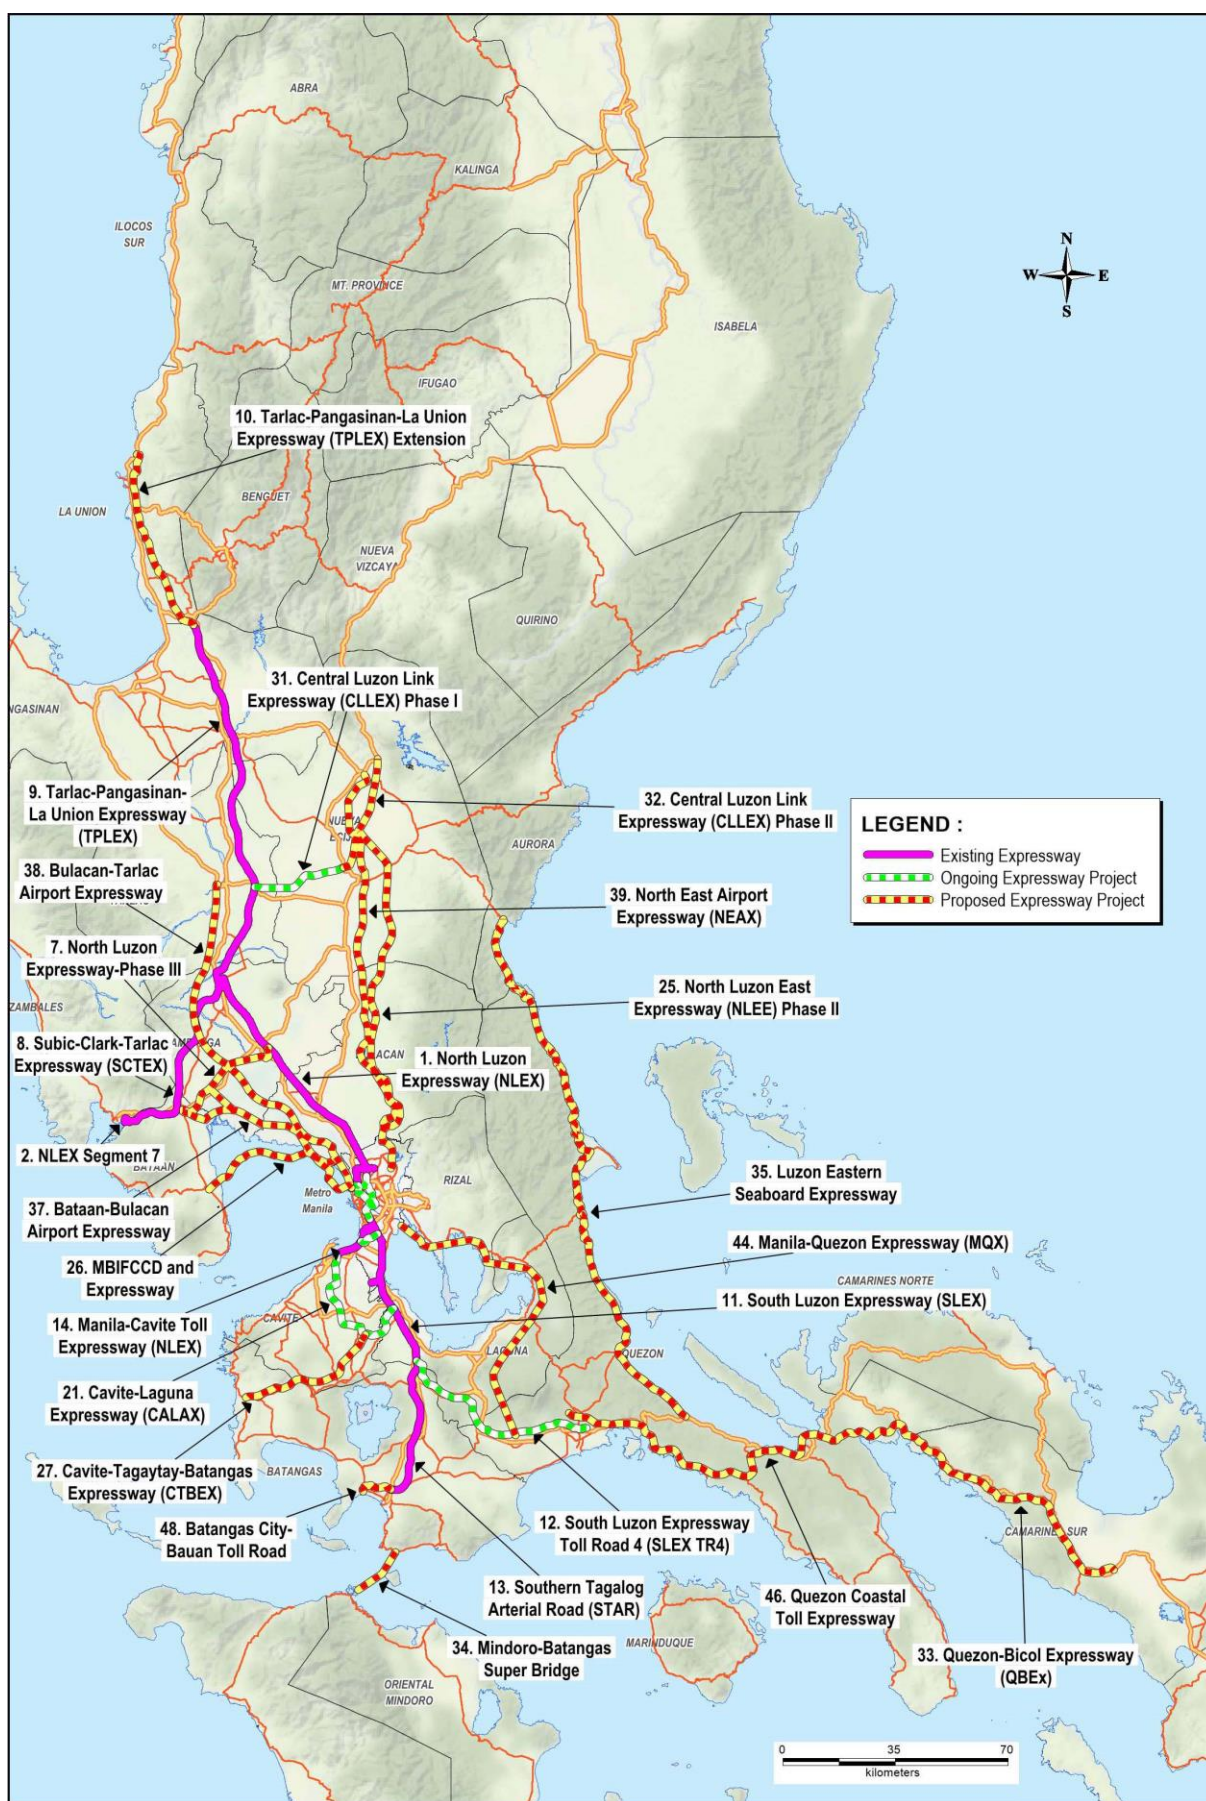 ABRA
KALINGA
ILOCOS
SUR
N
W
E
S
MT. PROVINCE
ISABELA
IFUGAO
10. Tarlac-Pangasinan-La Union
Expressway (TPLEX) Extension
BENGUET
LA UNION
NUEVA
VIZCAYA
QUIRINO
31. Central Luzon Link
Expressway (CLLEX) Phase I
NGASINAN
9. Tarlac-Pangasinan-
La Union Expressway
(TPLEX)
32. Central Luzon Link
Expressway (CLLEX) Phase II
AURORA
LEGEND :
Existing Expressway
Ongoing Expressway Project
Proposed Expressway Project
38. Bulacan-Tarlac
Airport Expressway
39. North East Airport
Expressway (NEAX)
7. North Luzon
Expressway-Phase III
25. North Luzon East
Expressway (NLEE) Phase II
ZAMBALES
8. Subic-Clark-Tarlac
Expressway (SCTEX)
ACAN
1. North Luzon
Expressway (NLEX)
2. NLEX Segment 7
BATAAN
RIZAL
Metro
Manila
35. Luzon Eastern
Seaboard Expressway
37. Bataan-Bulacan
Airport Expressway
44. Manila-Quezon Expressway (MQX)
26. MBIFCCD and
Expressway
CAMARINES NORTE
11. South Luzon Expressway (SLEX)
14. Manila-Cavite Toll
Expressway (NLEX)
CAVITE
LAGUNA
QUEZON
21. Cavite-Laguna
Expressway (CALAX)
27. Cavite-Tagaytay-Batangas
Expressway (CTBEX)
BATANGAS
48. Batangas City-
Bauan Toll Road
12. South Luzon Expressway
Toll Road 4 (SLEX TR4)
CAMARINES SUR
13. Southern Tagalog
Arterial Road (STAR)
46. Quezon Coastal
Toll Expressway
34. Mindoro-Batangas
Super Bridge
MARINDUQUE
33. Quezon-Bicol Expressway
(QBEx)
ORIENTAL
MINDORO
0 35 70
kilometers